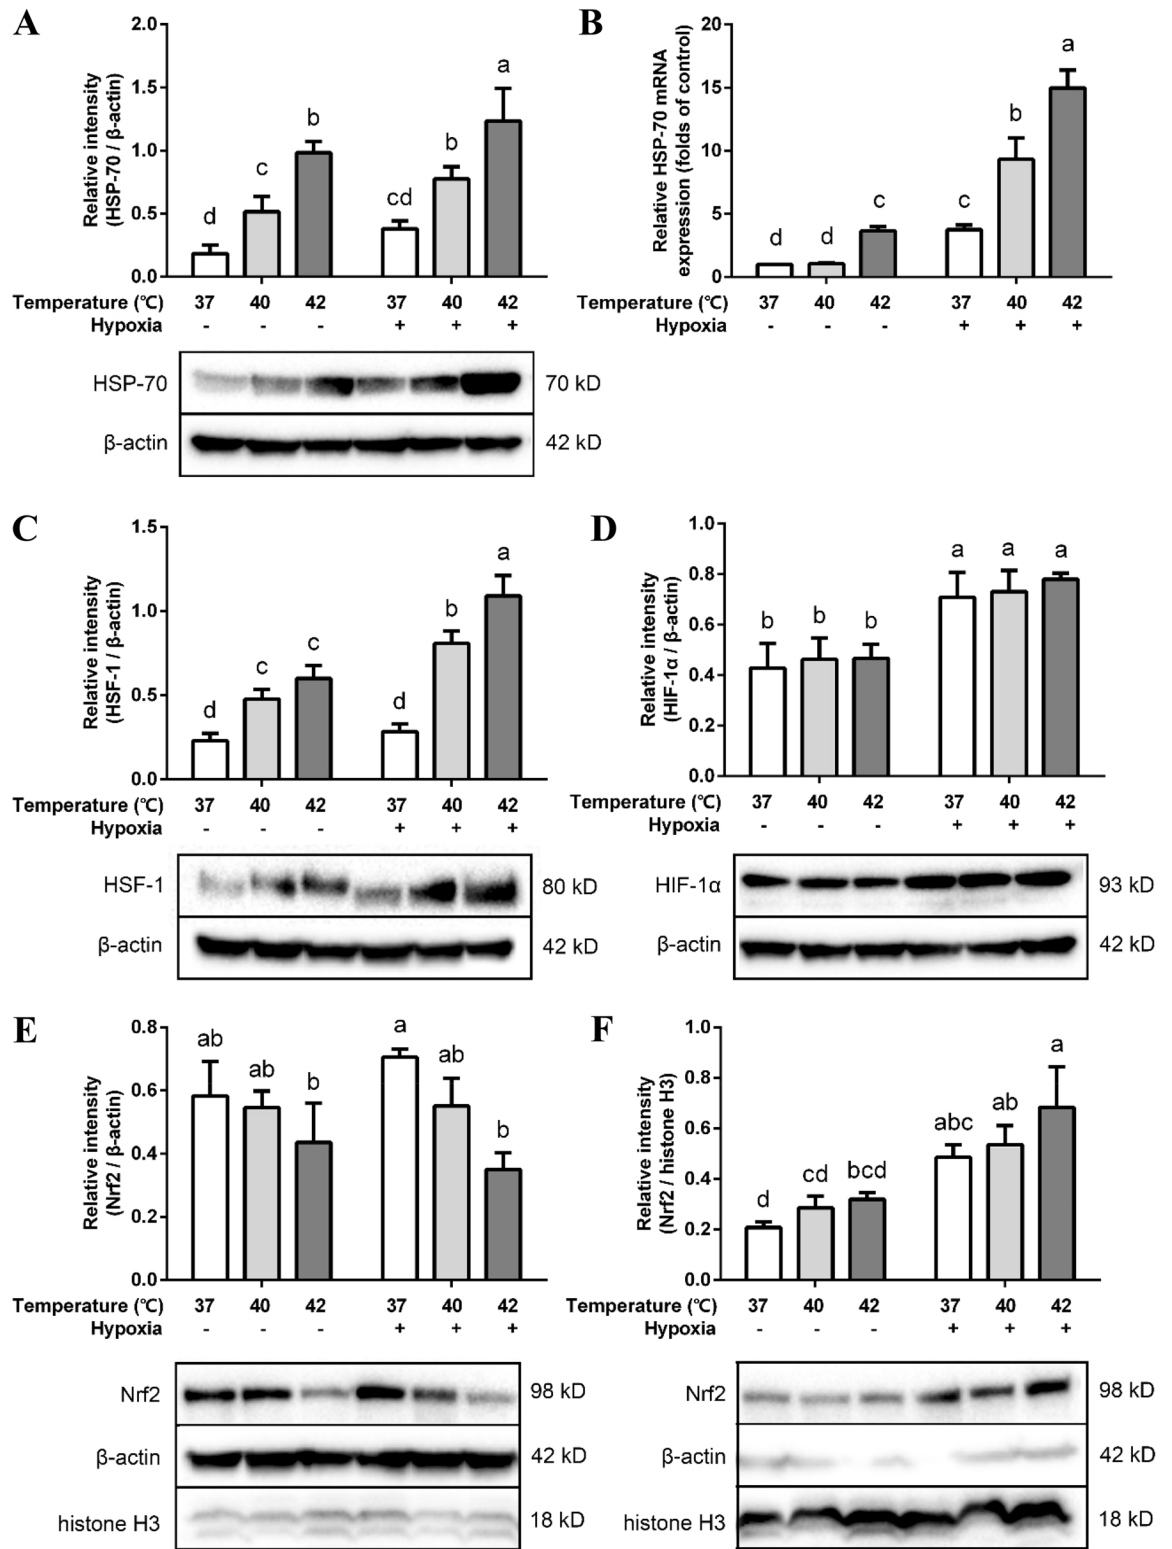 A
Relative intensity
(HSP-70 / β-actin)
2.0
1.5
1.0
0.5
0.0
d
c
b
cd
b
a
Temperature (℃) 37 40 42 37 40 42
Hypoxia - - - + + +
HSP-70 70 kD
β-actin 42 kD
B
Relative HSP-70 mRNA
expression (folds of control)
20
15
10
5
0
d
d
c
c
b
a
Temperature (℃) 37 40 42 37 40 42
Hypoxia - - - + + +
C
Relative intensity
(HSF-1 / β-actin)
1.5
1.0
0.5
0.0
d
c
c
d
b
a
Temperature (℃) 37 40 42 37 40 42
Hypoxia - - - + + +
HSF-1 80 kD
β-actin 42 kD
D
Relative intensity
(HIF-1α / β-actin)
1.0
0.8
0.6
0.4
0.2
0.0
b
b
b
a
a
a
Temperature (℃) 37 40 42 37 40 42
Hypoxia - - - + + +
HIF-1α 93 kD
β-actin 42 kD
E
Relative intensity
(Nrf2 / β-actin)
0.8
0.6
0.4
0.2
0.0
ab
ab
b
a
ab
b
Temperature (℃) 37 40 42 37 40 42
Hypoxia - - - + + +
Nrf2 98 kD
β-actin 42 kD
histone H3 18 kD
F
Relative intensity
(Nrf2 / histone H3)
1.0
0.8
0.6
0.4
0.2
0.0
d
cd
bcd
abc
ab
a
Temperature (℃) 37 40 42 37 40 42
Hypoxia - - - + + +
Nrf2 98 kD
β-actin 42 kD
histone H3 18 kD